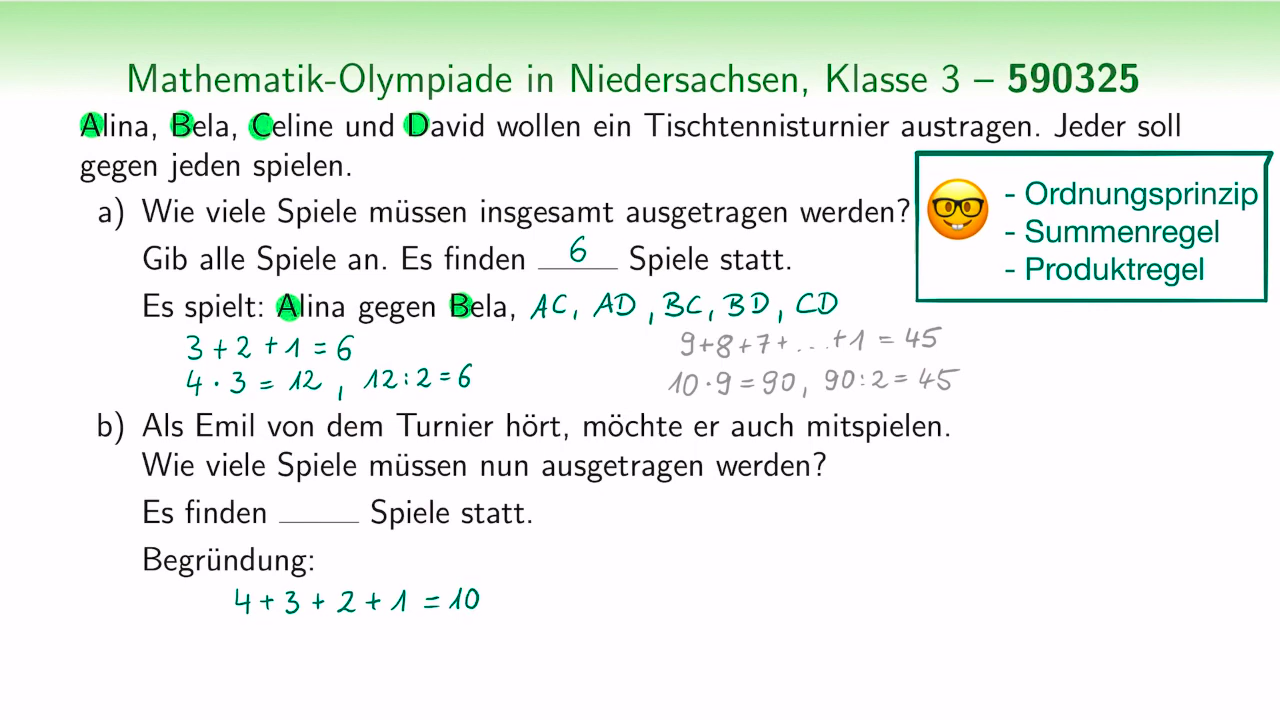 Mathematik-Olympiade in Niedersachsen, Klasse 3 – 590325
Alina, Bela, Celine und David wollen ein Tischtennisturnier austragen. Jeder soll
gegen jeden spielen.
- Ordnungsprinzip
- Summenregel
- Produktregel
a) Wie viele Spiele müssen insgesamt ausgetragen werden?
Gib alle Spiele an. Es finden 6 Spiele statt.
Es spielt: Alina gegen Bela, AC, AD, BC, BD, CD
3 + 2 + 1 = 6
9+8+7+...+1 = 45
4 · 3 = 12, 12:2=6
10·9=90, 90:2=45
b) Als Emil von dem Turnier hört, möchte er auch mitspielen.
Wie viele Spiele müssen nun ausgetragen werden?
Es finden ____ Spiele statt.
Begründung:
4+3+2+1=10